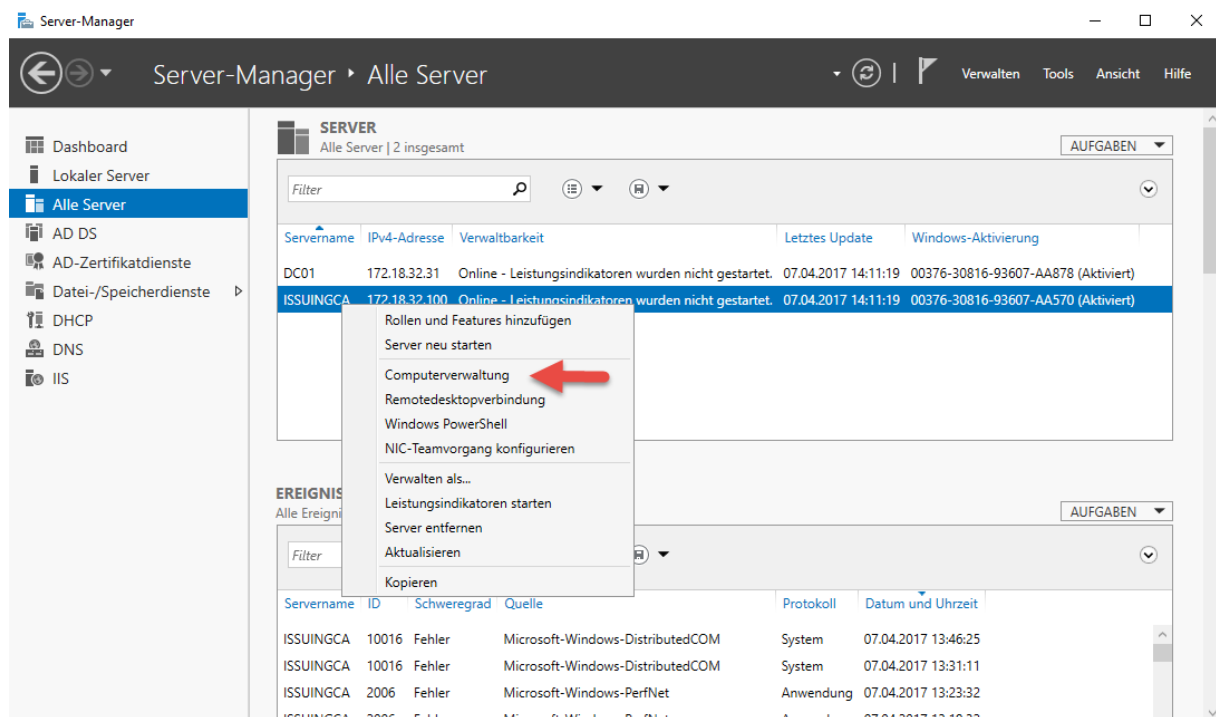 Server-Manager
Server-Manager ‣ Alle Server
Verwalten Tools Ansicht Hilfe
Dashboard
Lokaler Server
Alle Server
AD DS
AD-Zertifikatdienste
Datei-/Speicherdienste
DHCP
DNS
IIS
SERVER
Alle Server | 2 insgesamt
AUFGABEN
Filter
Servername IPv4-Adresse Verwaltbarkeit Letztes Update Windows-Aktivierung
DC01 172.18.32.31 Online - Leistungsindikatoren wurden nicht gestartet. 07.04.2017 14:11:19 00376-30816-93607-AA878 (Aktiviert)
ISSUINGCA 172.18.32.100 Online - Leistungsindikatoren wurden nicht gestartet. 07.04.2017 14:11:19 00376-30816-93607-AA570 (Aktiviert)
Rollen und Features hinzufügen
Server neu starten
Computerverwaltung
Remotedesktopverbindung
Windows PowerShell
NIC-Teamvorgang konfigurieren
Verwalten als...
Leistungsindikatoren starten
Server entfernen
Aktualisieren
Kopieren
EREIGNIS
Alle Ereigni
AUFGABEN
Filter
Servername ID Schweregrad Quelle Protokoll Datum und Uhrzeit
ISSUINGCA 10016 Fehler Microsoft-Windows-DistributedCOM System 07.04.2017 13:46:25
ISSUINGCA 10016 Fehler Microsoft-Windows-DistributedCOM System 07.04.2017 13:31:11
ISSUINGCA 2006 Fehler Microsoft-Windows-PerfNet Anwendung 07.04.2017 13:23:32